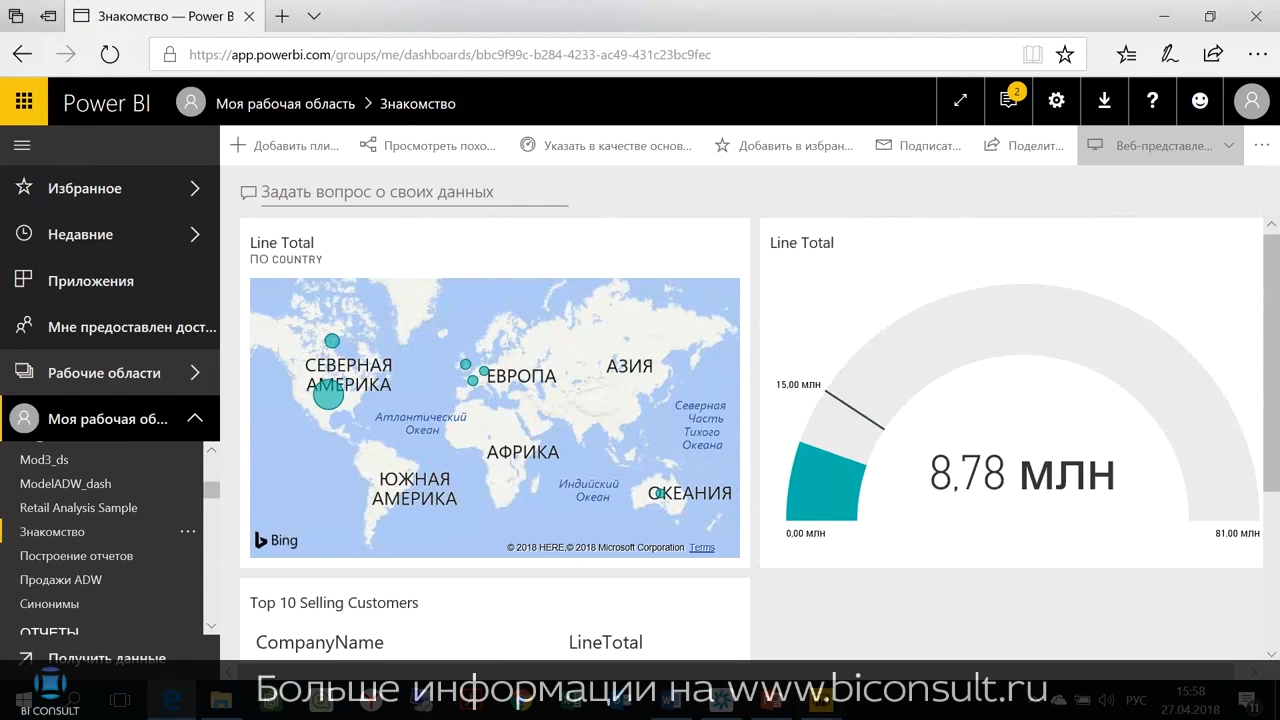 Знакомство — Power B
https://app.powerbi.com/groups/me/dashboards/bbc9f99c-b284-4233-ac49-431c23bc9fec
Power BI
Моя рабочая область > Знакомство
2
?
Добавить пли...
Просмотреть похо...
Указать в качестве основ...
Добавить в избран...
Подписат...
Поделит...
Веб-представле...
Избранное
Недавние
Приложения
Мне предоставлен дост...
Рабочие области
Моя рабочая об...
Mod3_ds
ModelADW_dash
Retail Analysis Sample
Знакомство
Построение отчетов
Продажи ADW
Синонимы
ОТЧЕТЫ
Получить данные
Задать вопрос о своих данных
Line Total
ПО COUNTRY
СЕВЕРНАЯ
АМЕРИКА
ЕВРОПА
АЗИЯ
Атлантический
Океан
Северная
Часть
Тихого
Океана
АФРИКА
ЮЖНАЯ
АМЕРИКА
Индийский
Океан
ОКЕАНИЯ
Bing
© 2018 HERE,© 2018 Microsoft Corporation Terms
Line Total
15,00 МЛН
8,78 МЛН
0,00 МЛН
81,00 МЛН
Top 10 Selling Customers
CompanyName LineTotal
Больше информации на www.biconsult.ru
BI CONSULT
РУС
15:58
27.04.2018
11